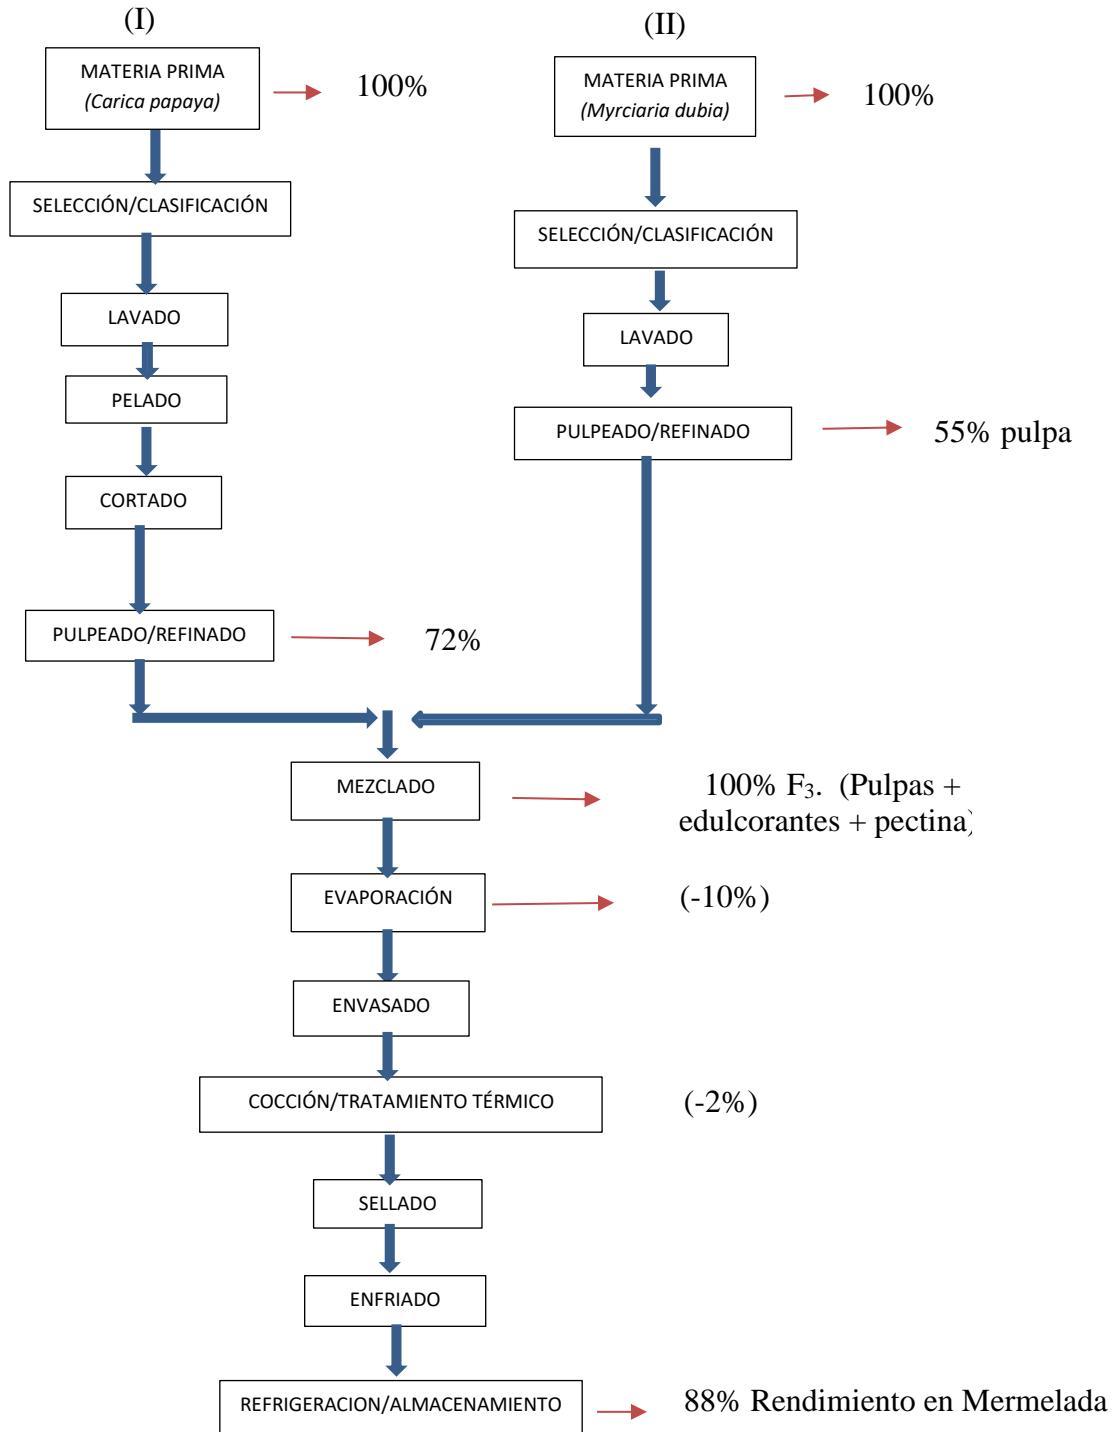 (I)
MATERIA PRIMA
(Carica papaya)
100%
SELECCIÓN/CLASIFICACIÓN
LAVADO
PELADO
CORTADO
PULPEADO/REFINADO
72%
(II)
MATERIA PRIMA
(Myrciaria dubia)
100%
SELECCIÓN/CLASIFICACIÓN
LAVADO
PULPEADO/REFINADO
55% pulpa
MEZCLADO
100% F₃. (Pulpas +
edulcorantes + pectina)
EVAPORACIÓN
(-10%)
ENVASADO
COCCIÓN/TRATAMIENTO TÉRMICO
(-2%)
SELLADO
ENFRIADO
REFRIGERACION/ALMACENAMIENTO
88% Rendimiento en Mermelada